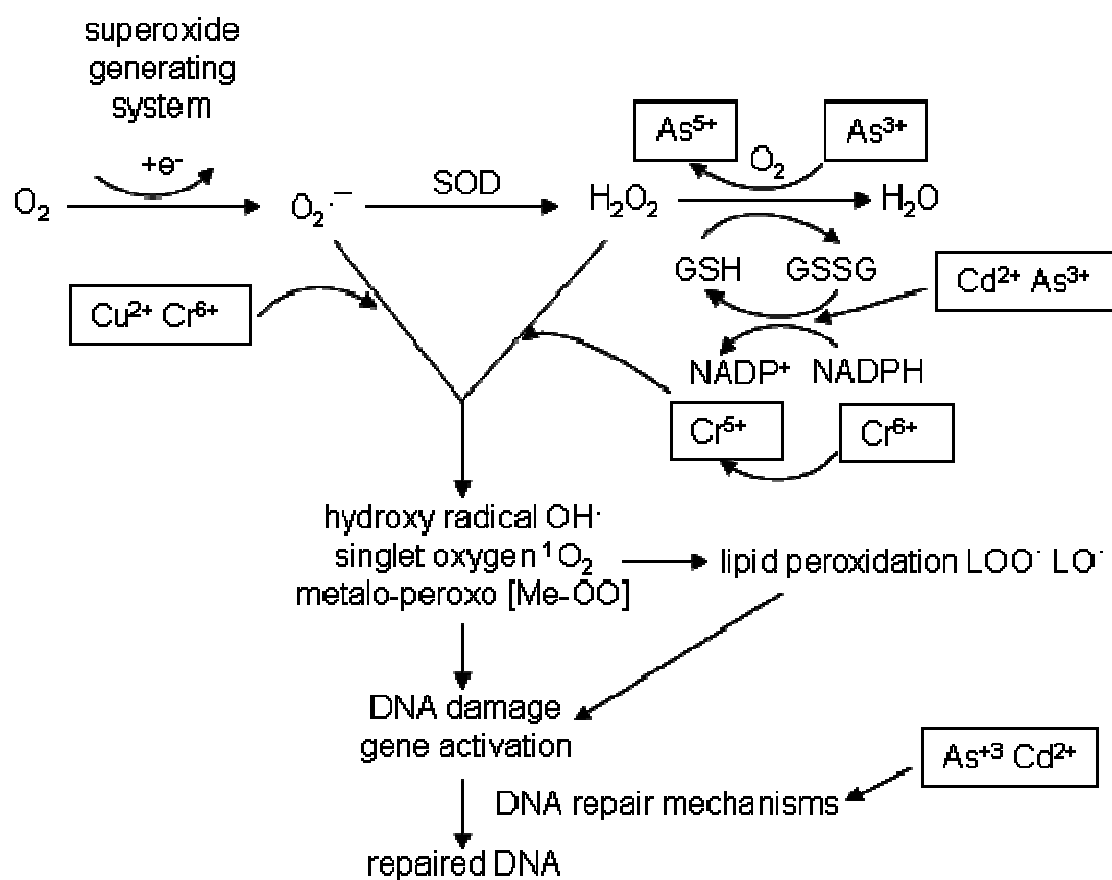 superoxide
generating
system
+e⁻
O₂
O₂·⁻
SOD
H₂O₂
As⁵⁺
O₂
As³⁺
H₂O
GSH
GSSG
Cd²⁺ As³⁺
Cu²⁺ Cr⁶⁺
NADP⁺
NADPH
Cr⁵⁺
Cr⁶⁺
hydroxy radical OH·
singlet oxygen ¹O₂
metalo-peroxo [Me-OO]
lipid peroxidation LOO· LO·
DNA damage
gene activation
As⁺³ Cd²⁺
DNA repair mechanisms
repaired DNA